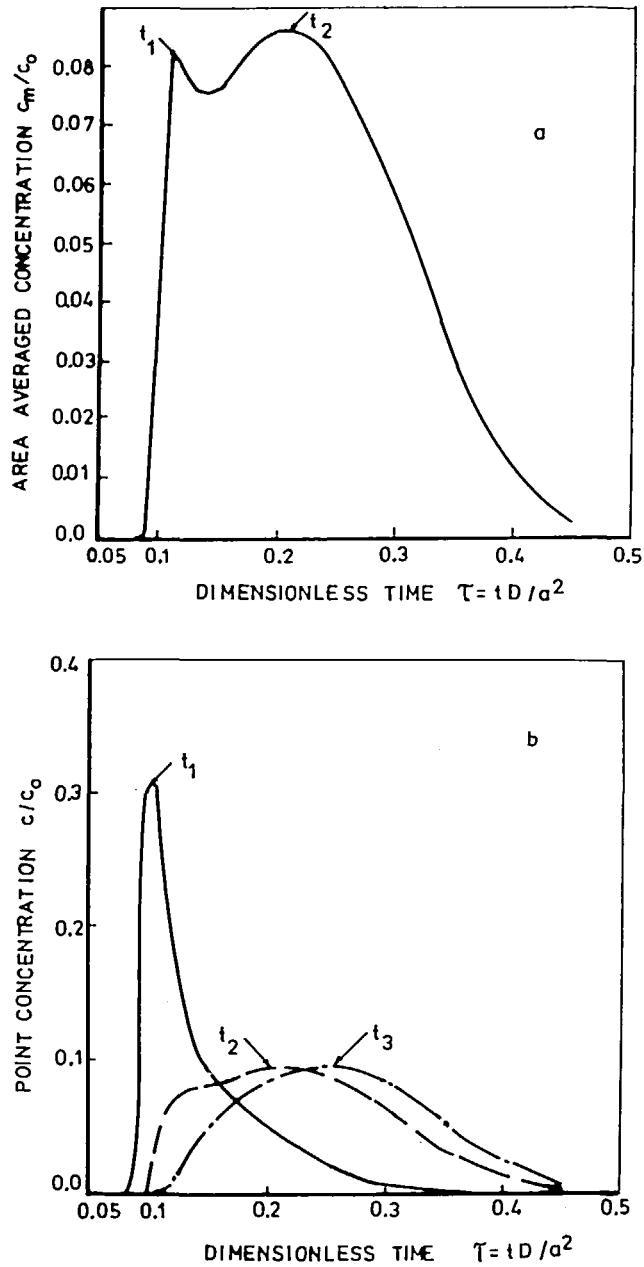 t1
t2
a
0.08
0.07
0.06
0.05
0.04
0.03
0.02
0.01
0.0
AREA AVERAGED CONCENTRATION cm/co
0.05 0.1 0.2 0.3 0.4 0.5
DIMENSIONLESS TIME τ=tD/a²
b
0.4
0.3
0.2
0.1
0.0
POINT CONCENTRATION c/co
t1
t2
t3
0.05 0.1 0.2 0.3 0.4 0.5
DIMENSIONLESS TIME τ=tD/a²